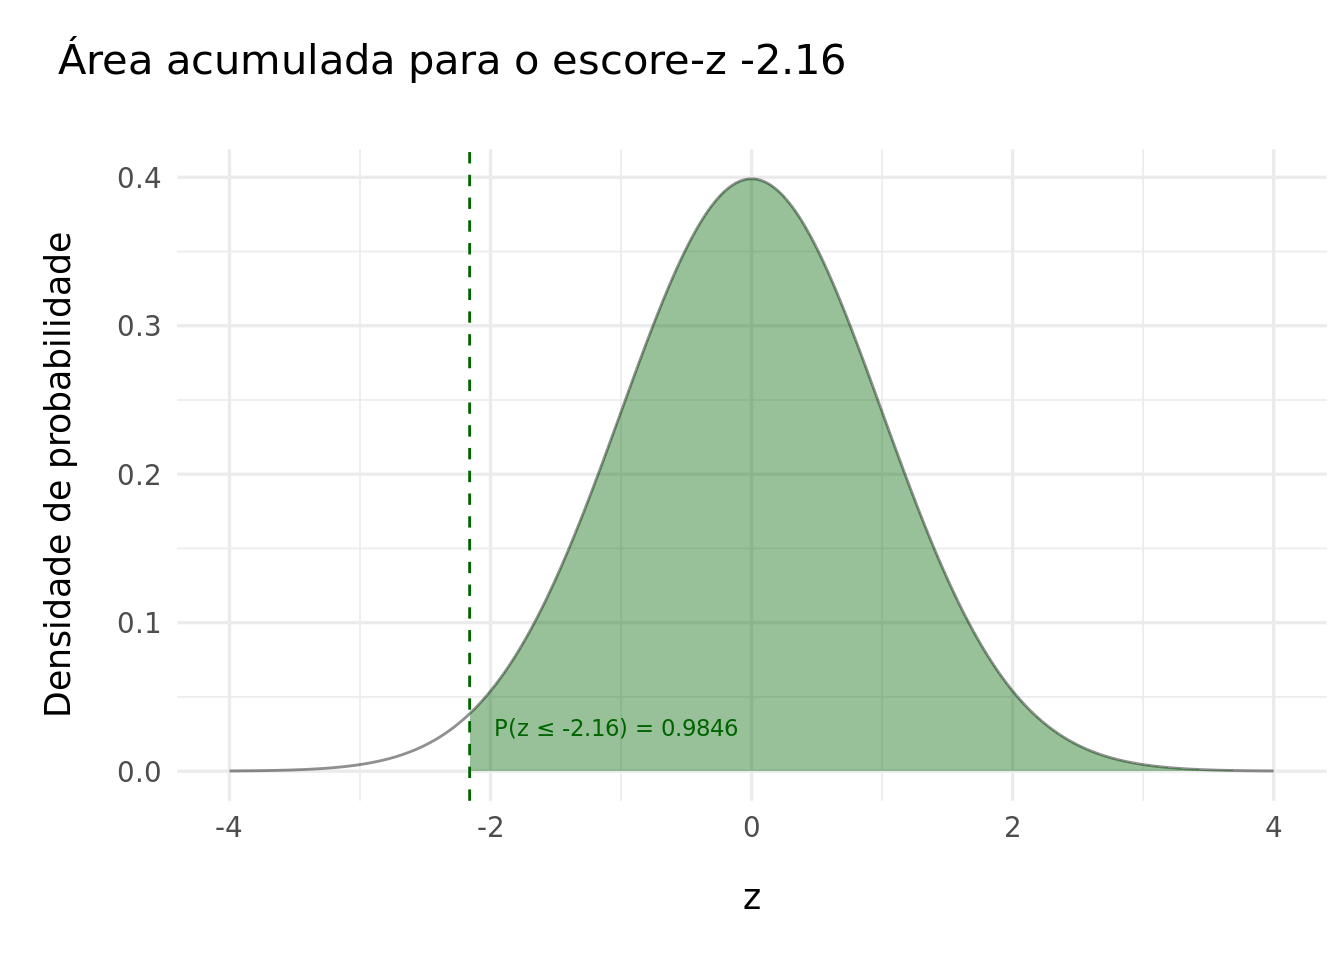 Área acumulada para o escore-z -2.16
Densidade de probabilidade
0.4
0.3
0.2
0.1
0.0
P(z ≤ -2.16) = 0.9846
-4
-2
0
2
4
z